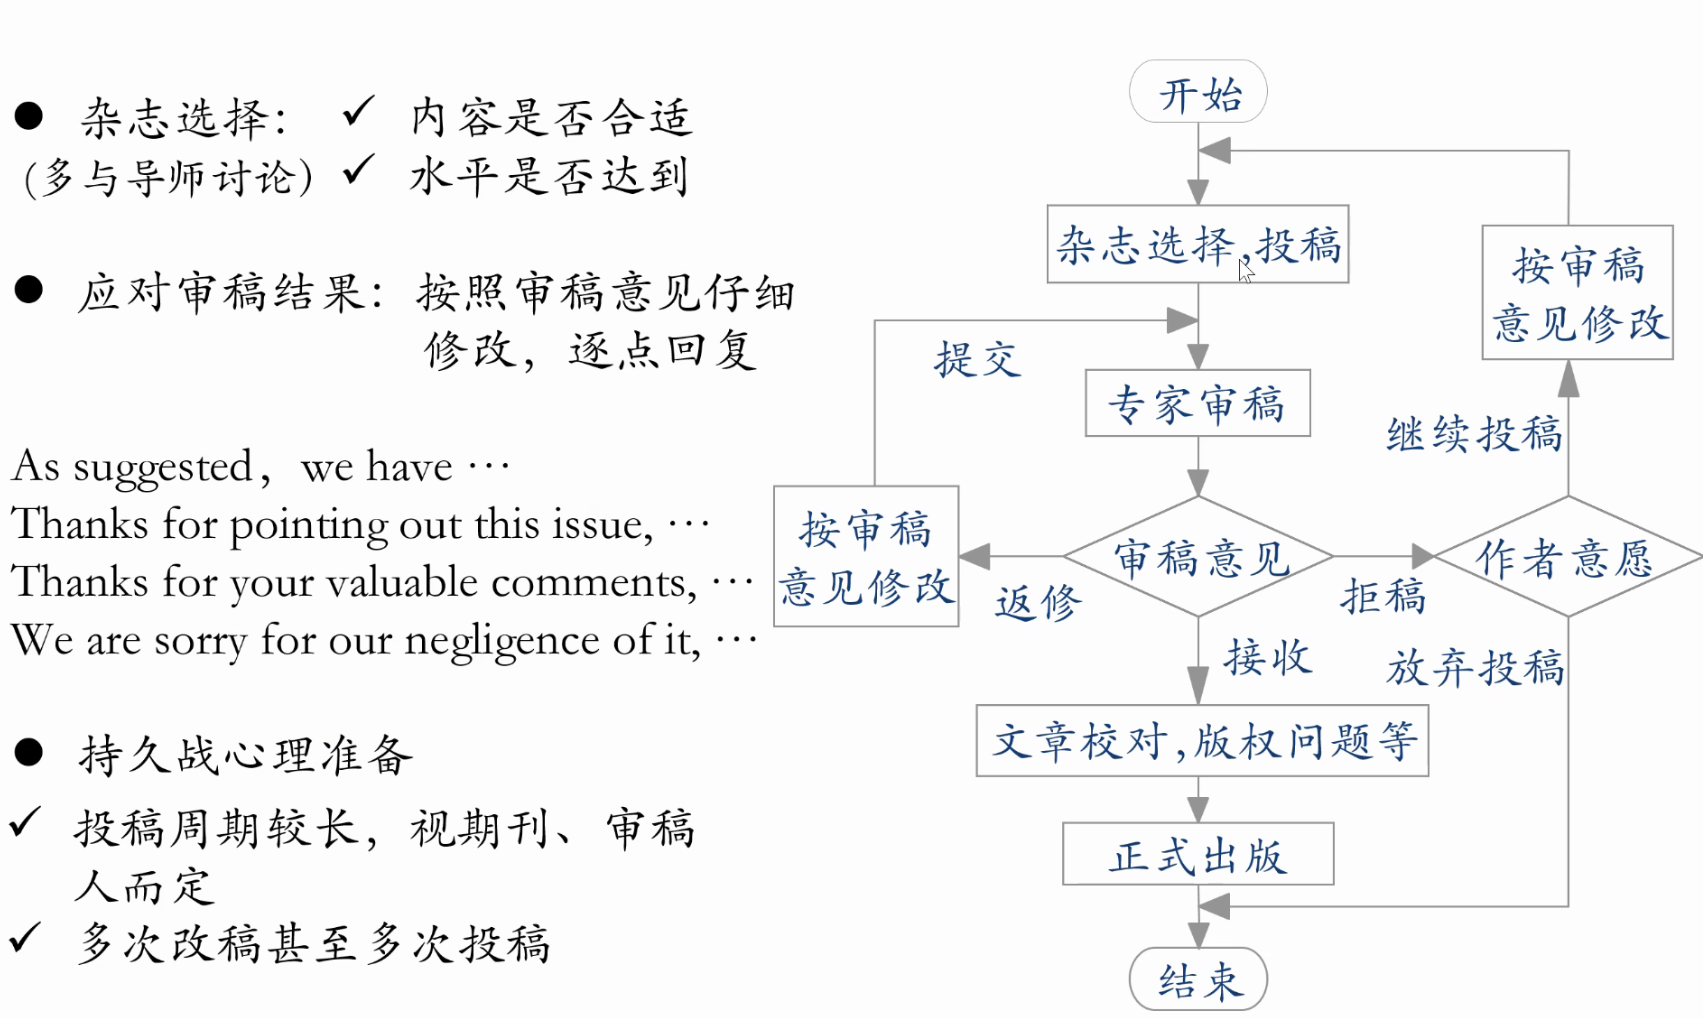 ● 杂志选择: ✓ 内容是否合适
(多与导师讨论) ✓ 水平是否达到
● 应对审稿结果: 按照审稿意见仔细
修改, 逐点回复
As suggested, we have …
Thanks for pointing out this issue, …
Thanks for your valuable comments, …
We are sorry for our negligence of it, …
● 持久战心理准备
✓ 投稿周期较长, 视期刊、审稿
人而定
✓ 多次改稿甚至多次投稿
开始
杂志选择,投稿
按审稿
意见修改
提交
专家审稿
继续投稿
按审稿
意见修改
返修
审稿意见
拒稿
作者意愿
接收
放弃投稿
文章校对,版权问题等
正式出版
结束